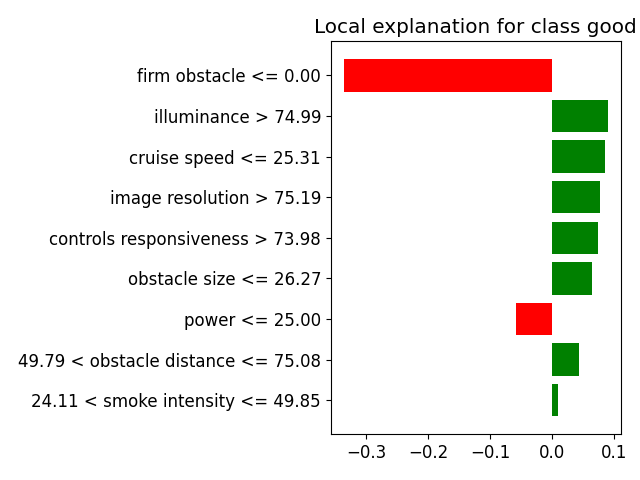 Local explanation for class good
firm obstacle <= 0.00
illuminance > 74.99
cruise speed <= 25.31
image resolution > 75.19
controls responsiveness > 73.98
obstacle size <= 26.27
power <= 25.00
49.79 < obstacle distance <= 75.08
24.11 < smoke intensity <= 49.85
−0.3 −0.2 −0.1 0.0 0.1